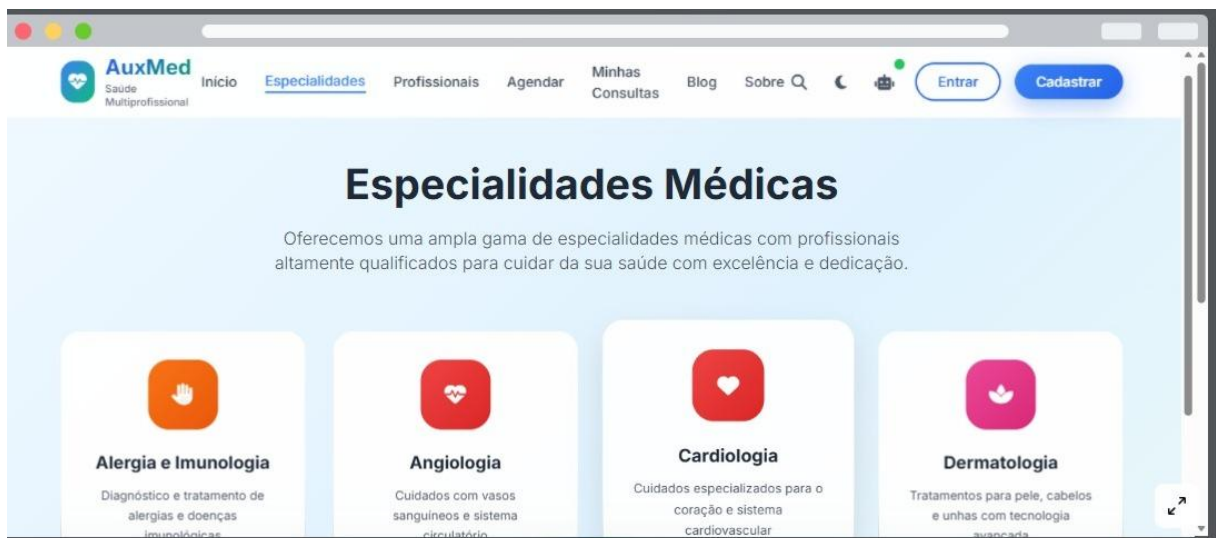 AuxMed
Saúde
Multiprofissional
Início
Especialidades
Profissionais
Agendar
Minhas
Consultas
Blog
Sobre
Entrar
Cadastrar
Especialidades Médicas
Oferecemos uma ampla gama de especialidades médicas com profissionais
altamente qualificados para cuidar da sua saúde com excelência e dedicação.
Alergia e Imunologia
Diagnóstico e tratamento de
alergias e doenças
imunológicas
Angiologia
Cuidados com vasos
sanguíneos e sistema
circulatório
Cardiologia
Cuidados especializados para o
coração e sistema
cardiovascular
Dermatologia
Tratamentos para pele, cabelos
e unhas com tecnologia
avançada